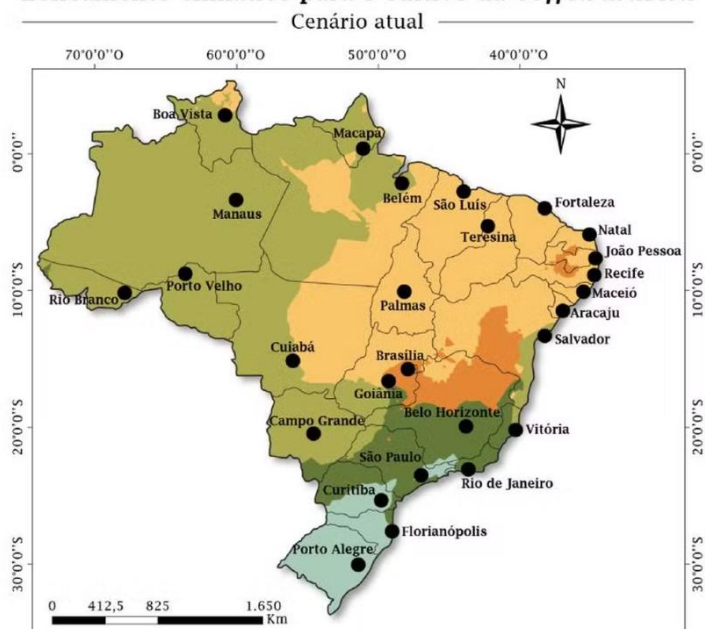 Cenário atual
70°0'0"O 60°0'0"O 50°0'0"O 40°0'0"O
N
0°0'0" 0°0'0"
10°0'0"S 10°0'0"S
20°0'0"S 20°0'0"S
30°0'0"S 30°0'0"S
Boa Vista
Macapá
Belém
São Luís
Fortaleza
Manaus
Teresina
Natal
João Pessoa
Recife
Porto Velho
Rio Branco
Palmas
Maceió
Aracaju
Salvador
Cuiabá
Brasília
Goiânia
Belo Horizonte
Campo Grande
Vitória
São Paulo
Rio de Janeiro
Curitiba
Florianópolis
Porto Alegre
0 412,5 825 1.650
Km